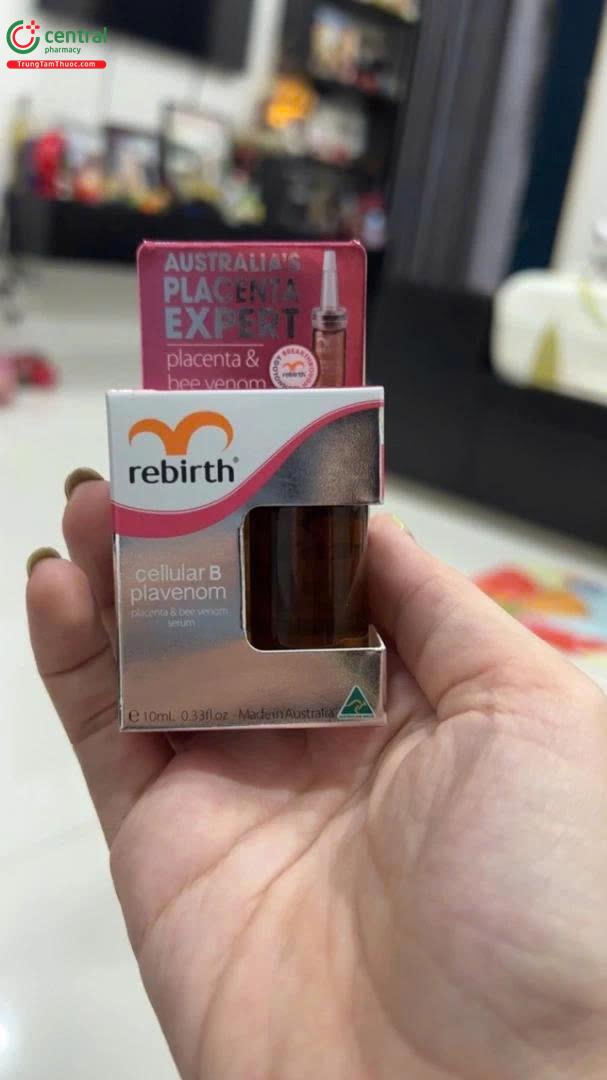 central
pharmacy
TrungTamThuoc.com
AUSTRALIA'S
PLACENTA
EXPERT
placenta &
bee venom
BREAKTHROUGH
rebirth
rebirth®
cellular B
plavenom
placenta & bee venom
serum
e 10mL 0.33fl.oz Made in Australia